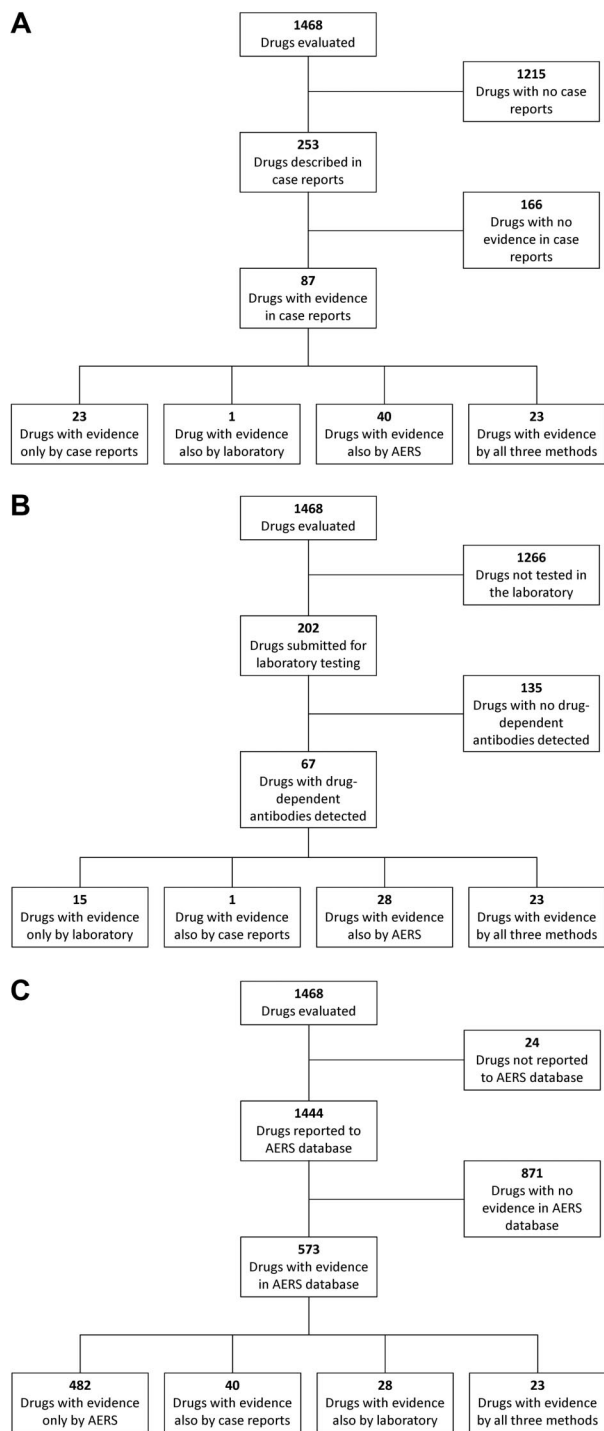 A
1468
Drugs evaluated
1215
Drugs with no case
reports
253
Drugs described in
case reports
166
Drugs with no
evidence in case
reports
87
Drugs with evidence
in case reports
23
Drugs with evidence
only by case reports
1
Drug with evidence
also by laboratory
40
Drugs with evidence
also by AERS
23
Drugs with evidence
by all three methods
B
1468
Drugs evaluated
1266
Drugs not tested in
the laboratory
202
Drugs submitted for
laboratory testing
135
Drugs with no drug-
dependent
antibodies detected
67
Drugs with drug-
dependent
antibodies detected
15
Drugs with evidence
only by laboratory
1
Drug with evidence
also by case reports
28
Drugs with evidence
also by AERS
23
Drugs with evidence
by all three methods
C
1468
Drugs evaluated
24
Drugs not reported
to AERS database
1444
Drugs reported to
AERS database
871
Drugs with no
evidence in AERS
database
573
Drugs with evidence
in AERS database
482
Drugs with evidence
only by AERS
40
Drugs with evidence
also by case reports
28
Drugs with evidence
also by laboratory
23
Drugs with evidence
by all three methods